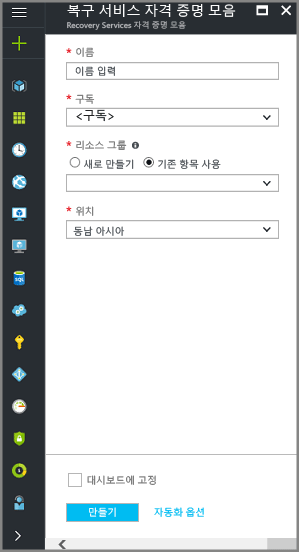 복구 서비스 자격 증명 모음
Recovery Services 자격 증명 모음
* 이름
이름 입력
* 구독
<구독>
* 리소스 그룹
새로 만들기 기존 항목 사용
* 위치
동남 아시아
SQL
대시보드에 고정
만들기 자동화 옵션